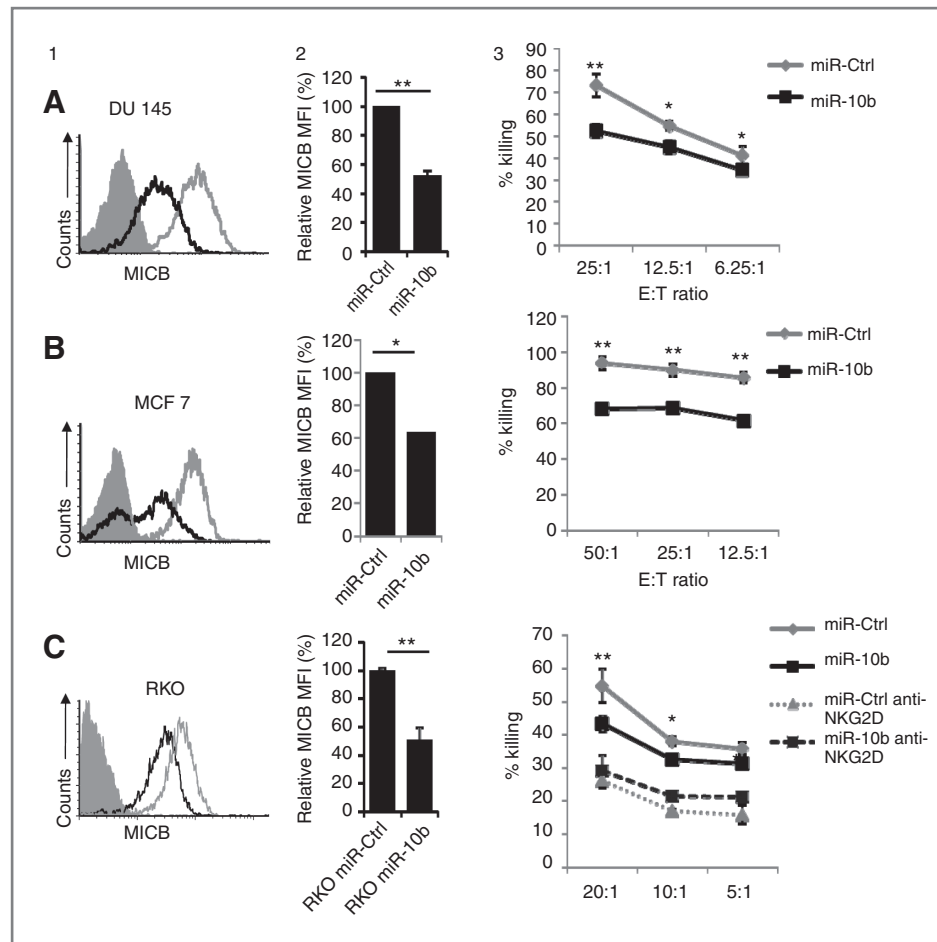 1
2
3
A
DU 145
Counts
MICB
Relative MICB MFI (%)
120
100
80
60
40
20
0
**
miR-Ctrl
miR-10b
% killing
90
80
70
60
50
40
30
20
10
0
**
*
*
25:1
12.5:1
6.25:1
E:T ratio
miR-Ctrl
miR-10b
B
MCF 7
Counts
MICB
Relative MICB MFI (%)
120
100
80
60
40
20
0
*
miR-Ctrl
miR-10b
% killing
120
100
80
60
40
20
0
**
**
**
50:1
25:1
12.5:1
E:T ratio
miR-Ctrl
miR-10b
C
RKO
Counts
MICB
Relative MICB MFI (%)
120
100
80
60
40
20
0
**
RKO miR-Ctrl
RKO miR-10b
% killing
70
60
50
40
30
20
10
0
**
*
20:1
10:1
5:1
miR-Ctrl
miR-10b
miR-Ctrl anti-
NKG2D
miR-10b anti-
NKG2D